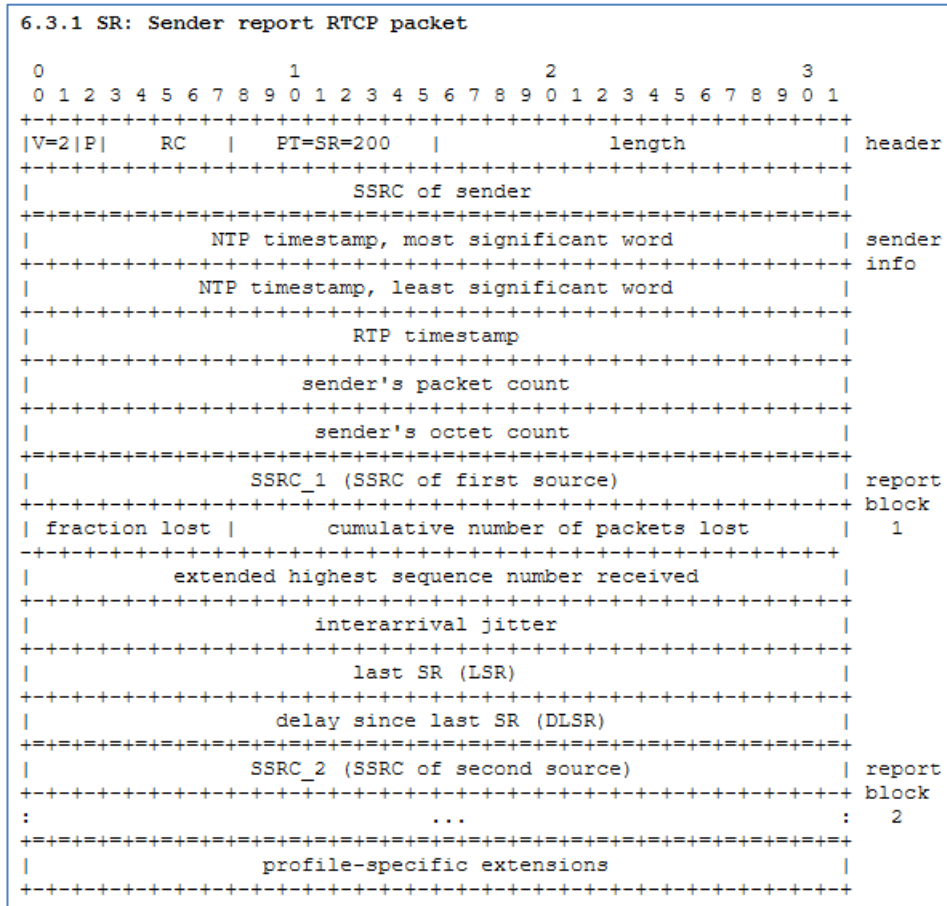 6.3.1 SR: Sender report RTCP packet
 0                   1                   2                   3
 0 1 2 3 4 5 6 7 8 9 0 1 2 3 4 5 6 7 8 9 0 1 2 3 4 5 6 7 8 9 0 1
+-+-+-+-+-+-+-+-+-+-+-+-+-+-+-+-+-+-+-+-+-+-+-+-+-+-+-+-+-+-+-+-+
|V=2|P|    RC   |   PT=SR=200   |             length            | header
+-+-+-+-+-+-+-+-+-+-+-+-+-+-+-+-+-+-+-+-+-+-+-+-+-+-+-+-+-+-+-+-+
|                         SSRC of sender                        |
+=+=+=+=+=+=+=+=+=+=+=+=+=+=+=+=+=+=+=+=+=+=+=+=+=+=+=+=+=+=+=+=+
|              NTP timestamp, most significant word             | sender
+-+-+-+-+-+-+-+-+-+-+-+-+-+-+-+-+-+-+-+-+-+-+-+-+-+-+-+-+-+-+-+-+ info
|             NTP timestamp, least significant word             |
+-+-+-+-+-+-+-+-+-+-+-+-+-+-+-+-+-+-+-+-+-+-+-+-+-+-+-+-+-+-+-+-+
|                         RTP timestamp                         |
+-+-+-+-+-+-+-+-+-+-+-+-+-+-+-+-+-+-+-+-+-+-+-+-+-+-+-+-+-+-+-+-+
|                     sender's packet count                     |
+-+-+-+-+-+-+-+-+-+-+-+-+-+-+-+-+-+-+-+-+-+-+-+-+-+-+-+-+-+-+-+-+
|                      sender's octet count                     |
+=+=+=+=+=+=+=+=+=+=+=+=+=+=+=+=+=+=+=+=+=+=+=+=+=+=+=+=+=+=+=+=+
|                 SSRC_1 (SSRC of first source)                 | report
+-+-+-+-+-+-+-+-+-+-+-+-+-+-+-+-+-+-+-+-+-+-+-+-+-+-+-+-+-+-+-+-+ block
| fraction lost |       cumulative number of packets lost       |   1
-+-+-+-+-+-+-+-+-+-+-+-+-+-+-+-+-+-+-+-+-+-+-+-+-+-+-+-+-+-+-+-+
|           extended highest sequence number received           |
+-+-+-+-+-+-+-+-+-+-+-+-+-+-+-+-+-+-+-+-+-+-+-+-+-+-+-+-+-+-+-+-+
|                      interarrival jitter                      |
+-+-+-+-+-+-+-+-+-+-+-+-+-+-+-+-+-+-+-+-+-+-+-+-+-+-+-+-+-+-+-+-+
|                         last SR (LSR)                         |
+-+-+-+-+-+-+-+-+-+-+-+-+-+-+-+-+-+-+-+-+-+-+-+-+-+-+-+-+-+-+-+-+
|                   delay since last SR (DLSR)                  |
+=+=+=+=+=+=+=+=+=+=+=+=+=+=+=+=+=+=+=+=+=+=+=+=+=+=+=+=+=+=+=+=+
|                 SSRC_2 (SSRC of second source)                | report
+-+-+-+-+-+-+-+-+-+-+-+-+-+-+-+-+-+-+-+-+-+-+-+-+-+-+-+-+-+-+-+-+ block
:                               ...                             :   2
+=+=+=+=+=+=+=+=+=+=+=+=+=+=+=+=+=+=+=+=+=+=+=+=+=+=+=+=+=+=+=+=+
|                  profile-specific extensions                  |
+-+-+-+-+-+-+-+-+-+-+-+-+-+-+-+-+-+-+-+-+-+-+-+-+-+-+-+-+-+-+-+-+